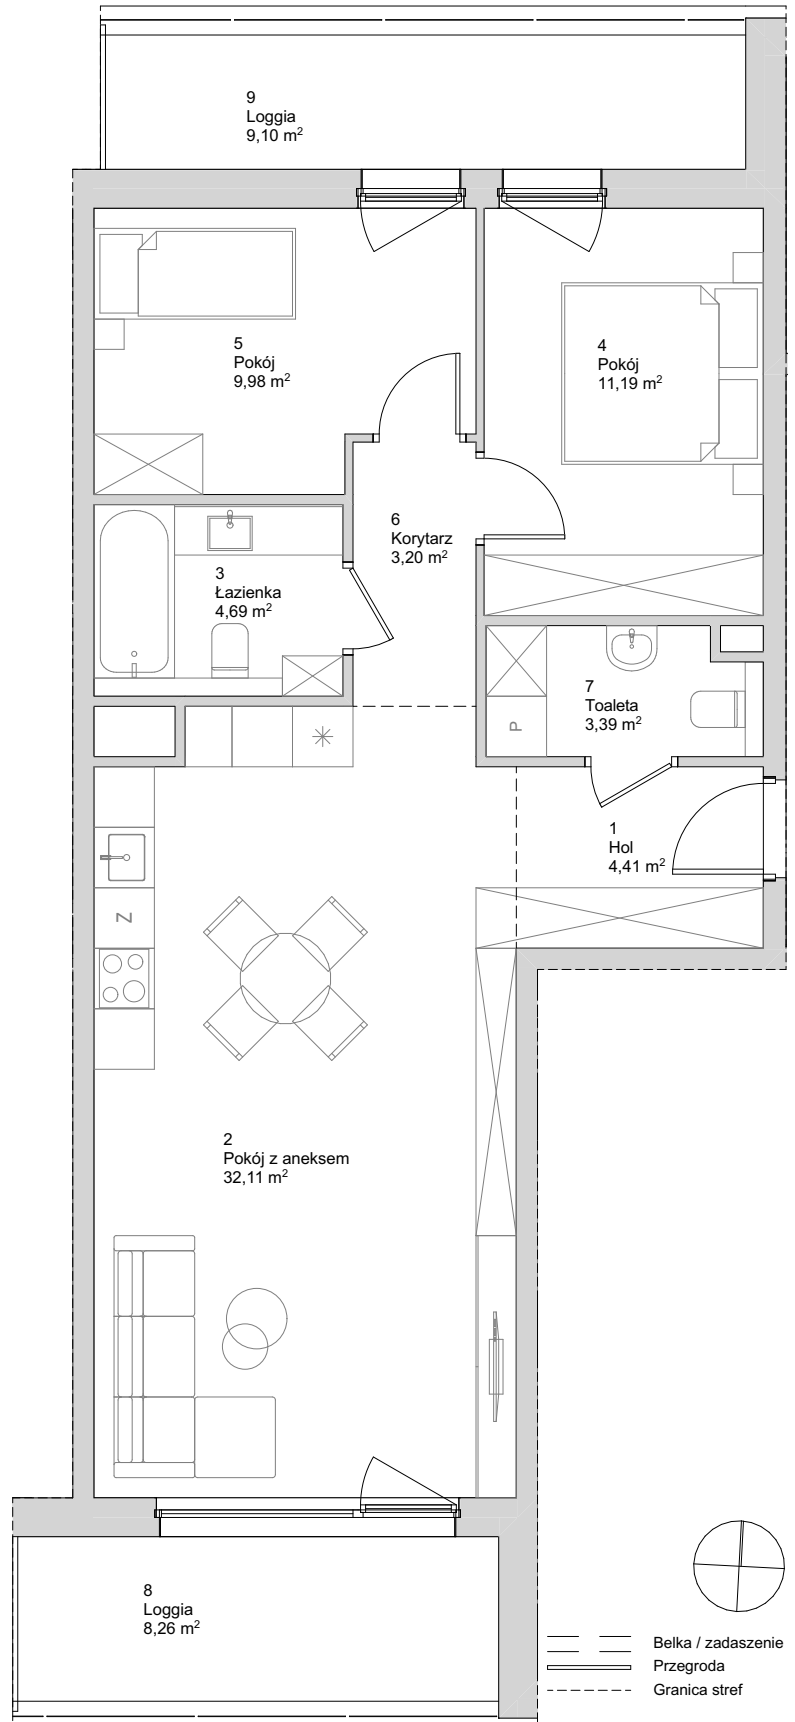 9
Loggia
9,10 m²
5
Pokój
9,98 m²
4
Pokój
11,19 m²
6
Korytarz
3,20 m²
3
Łazienka
4,69 m²
7
Toaleta
3,39 m²
P
1
Hol
4,41 m²
Z
2
Pokój z aneksem
32,11 m²
8
Loggia
8,26 m²
Belka / zadaszenie
Przegroda
Granica stref